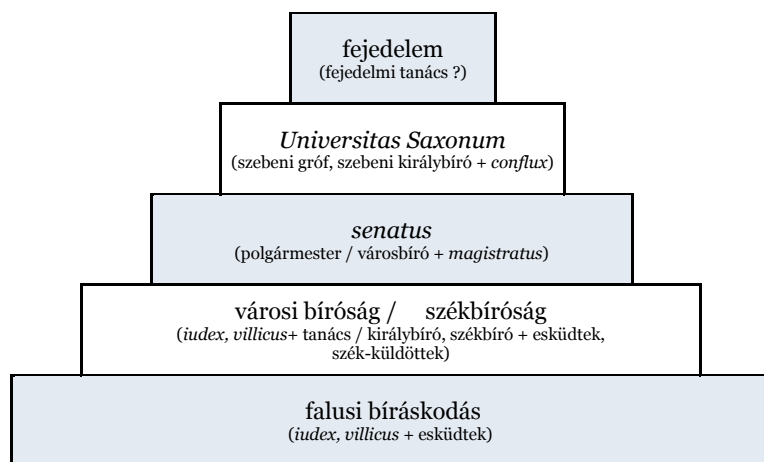 fejedelem
(fejedelmi tanács ?)
Universitas Saxonum
(szebeni gróf, szebeni királybíró + conflux)
senatus
(polgármester / városbíró + magistratus)
városi bíróság / székbíróság
(iudex, villicus+ tanács / királybíró, székbíró + esküdtek,
szék-küldöttek)
falusi bíráskodás
(iudex, villicus + esküdtek)